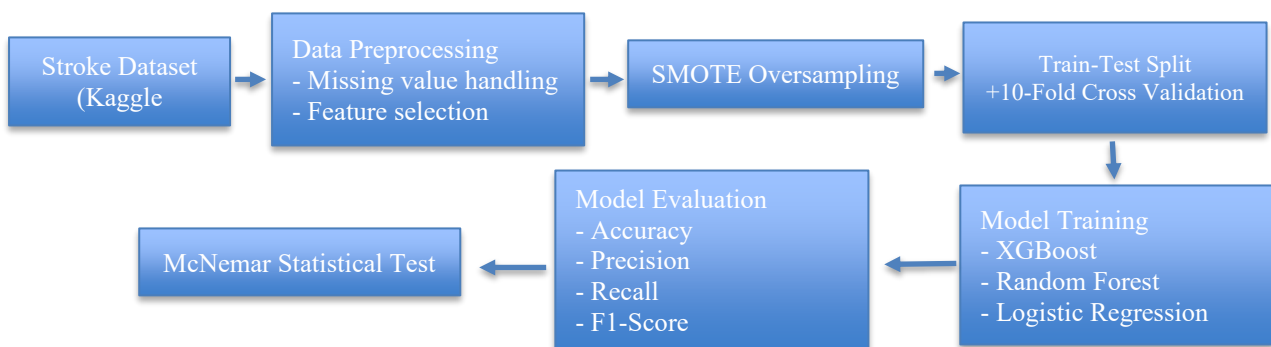 Stroke Dataset
(Kaggle
Data Preprocessing
- Missing value handling
- Feature selection
SMOTE Oversampling
Train-Test Split
+10-Fold Cross Validation
Model Training
- XGBoost
- Random Forest
- Logistic Regression
Model Evaluation
- Accuracy
- Precision
- Recall
- F1-Score
McNemar Statistical Test